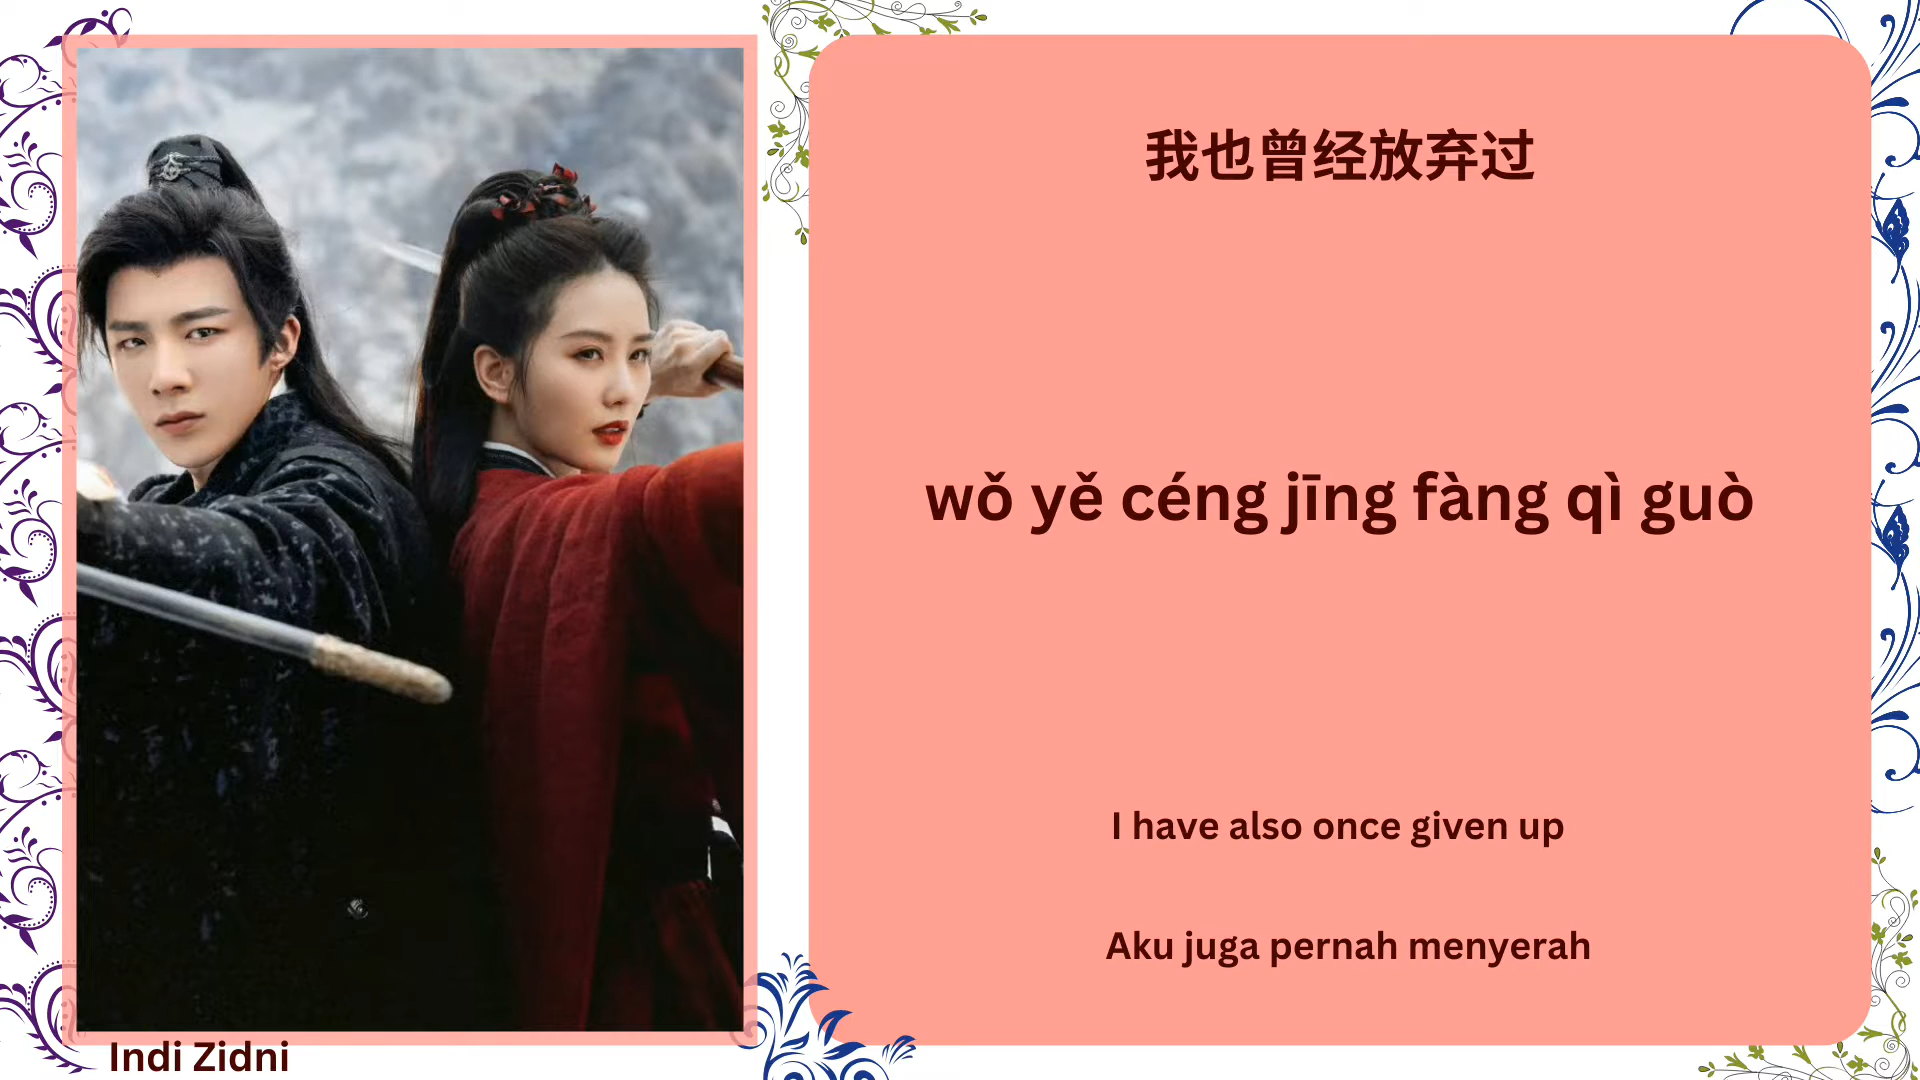 我也曾经放弃过
wǒ yě céng jīng fàng qì guò
I have also once given up
Aku juga pernah menyerah
Indi Zidni